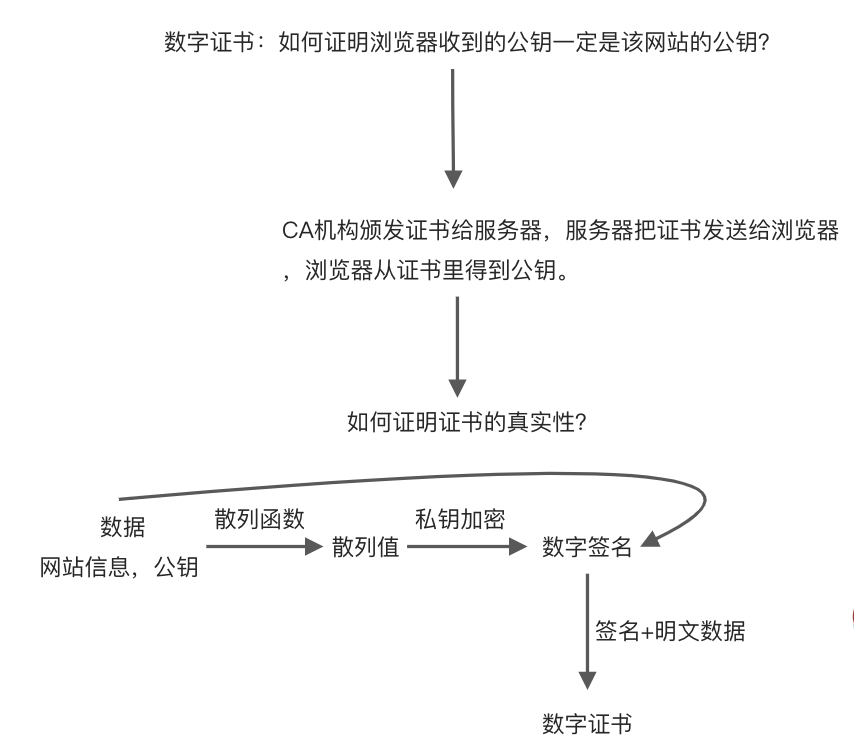 数字证书：如何证明浏览器收到的公钥一定是该网站的公钥？
CA机构颁发证书给服务器，服务器把证书发送给浏览器
，浏览器从证书里得到公钥。
如何证明证书的真实性？
数据
网站信息，公钥
散列函数
散列值
私钥加密
数字签名
签名+明文数据
数字证书